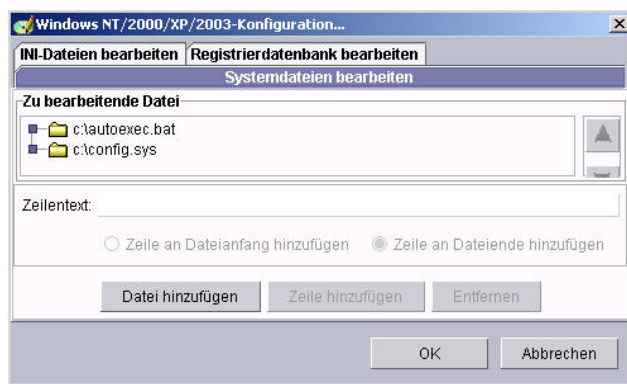 Windows NT/2000/XP/2003-Konfiguration...
INI-Dateien bearbeiten Registrierdatenbank bearbeiten
Systemdateien bearbeiten
Zu bearbeitende Datei
c:\autoexec.bat
c:\config.sys
Zeilentext:
Zeile an Dateianfang hinzufügen Zeile an Dateiende hinzufügen
Datei hinzufügen Zeile hinzufügen Entfernen
OK Abbrechen